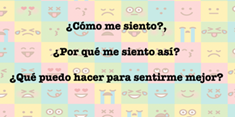 ¿Cómo me siento?,
¿Por qué me siento así?
¿Qué puedo hacer para sentirme mejor?